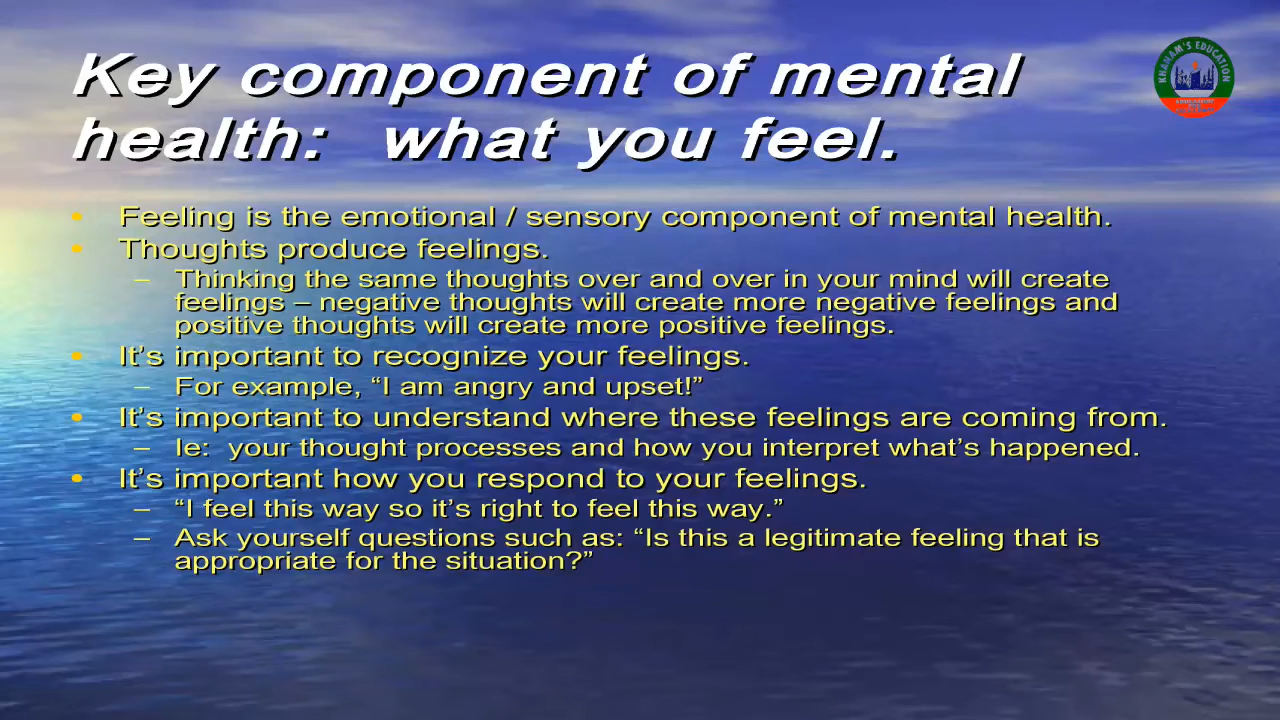 Key component of mental
health:  what you feel.
KHANAM'S EDUCATION
• Feeling is the emotional / sensory component of mental health.
• Thoughts produce feelings.
– Thinking the same thoughts over and over in your mind will create
feelings – negative thoughts will create more negative feelings and
positive thoughts will create more positive feelings.
• It’s important to recognize your feelings.
– For example, “I am angry and upset!”
• It’s important to understand where these feelings are coming from.
– Ie:  your thought processes and how you interpret what’s happened.
• It’s important how you respond to your feelings.
– “I feel this way so it’s right to feel this way.”
– Ask yourself questions such as: “Is this a legitimate feeling that is
appropriate for the situation?”